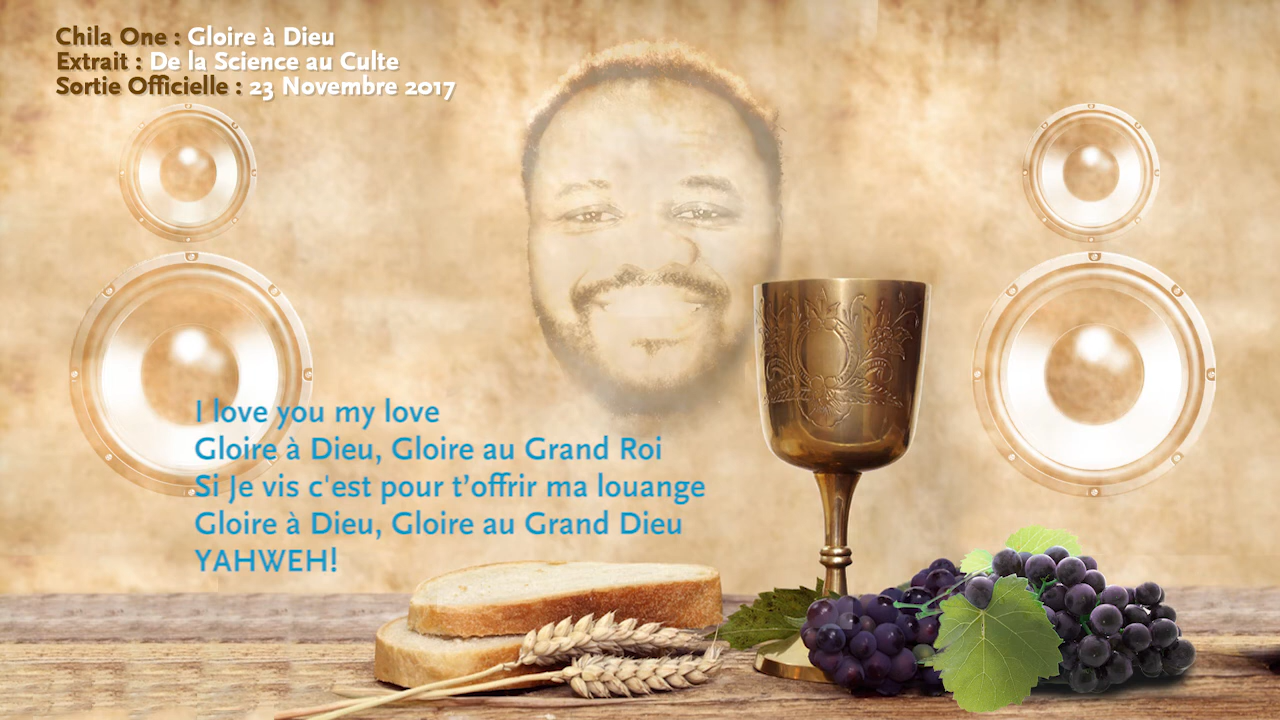 Chila One : Gloire à Dieu
Extrait : De la Science au Culte
Sortie Officielle : 23 Novembre 2017
I love you my love
Gloire à Dieu, Gloire au Grand Roi
Si Je vis c'est pour t’offrir ma louange
Gloire à Dieu, Gloire au Grand Dieu
YAHWEH!